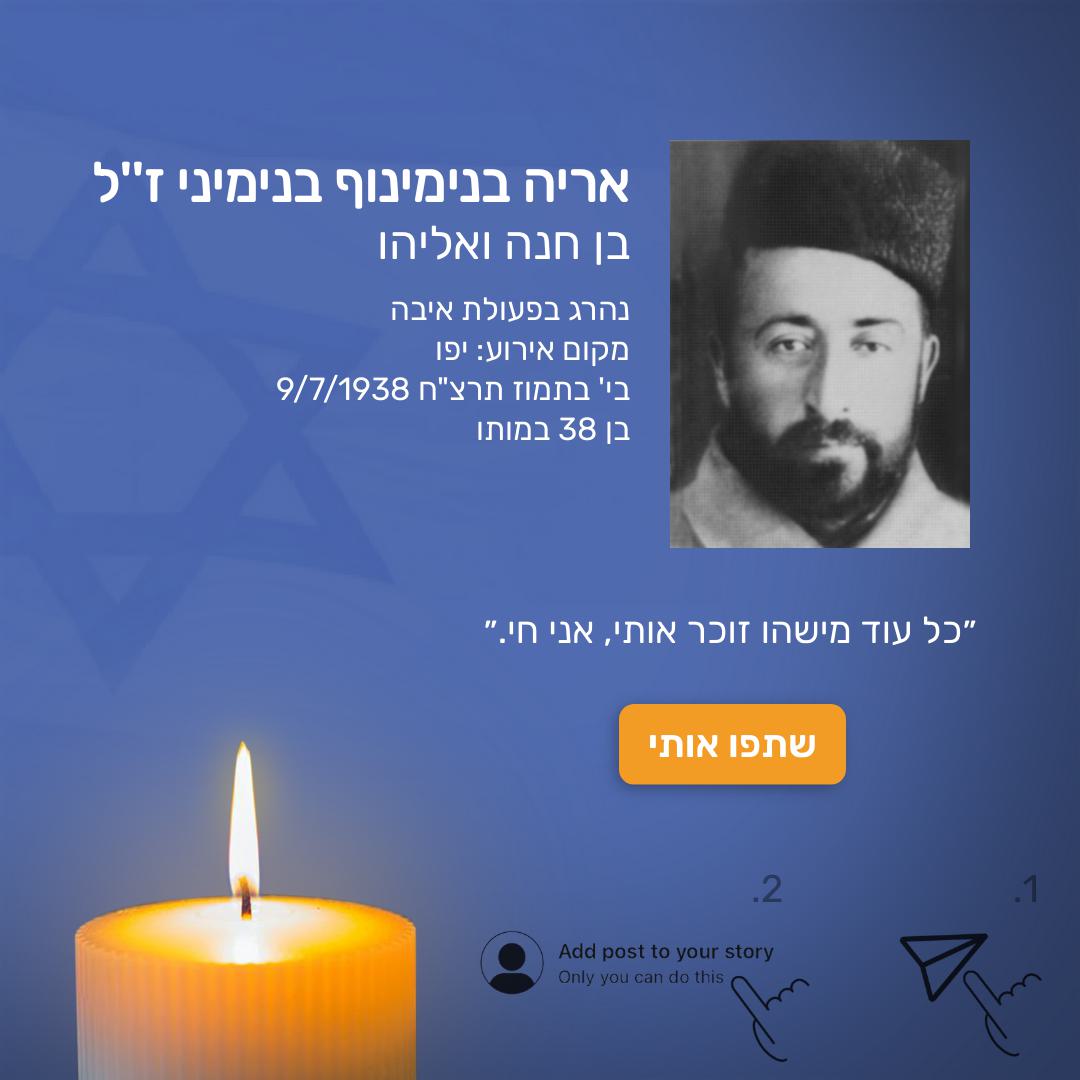 אריה בנימינוף בנימיני ז"ל
בן חנה ואליהו
נהרג בפעולת איבה
מקום אירוע: יפו
בי' בתמוז תרצ"ח 9/7/1938
בן 38 במותו
״כל עוד מישהו זוכר אותי, אני חי.״
שתפו אותי
1.
2.
Add post to your story
Only you can do this